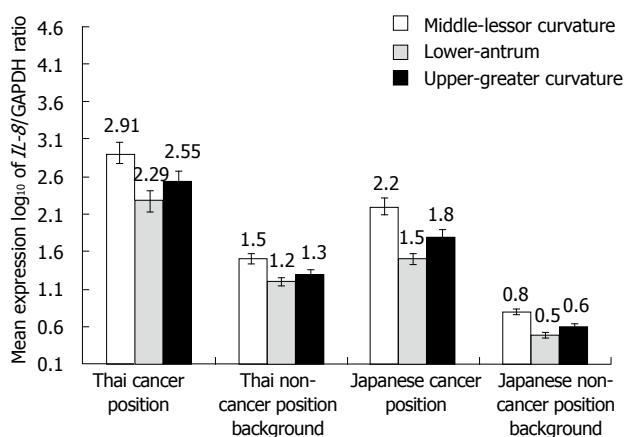 Mean expression log₁₀ of IL-8/GAPDH ratio
4.6
4.1
3.6
3.1
2.6
2.1
1.6
1.1
0.6
0.1
Middle-lessor curvature
Lower-antrum
Upper-greater curvature
2.91
2.29
2.55
1.5
1.2
1.3
2.2
1.5
1.8
0.8
0.5
0.6
Thai cancer
position
Thai non-
cancer position
background
Japanese cancer
position
Japanese non-
cancer position
background